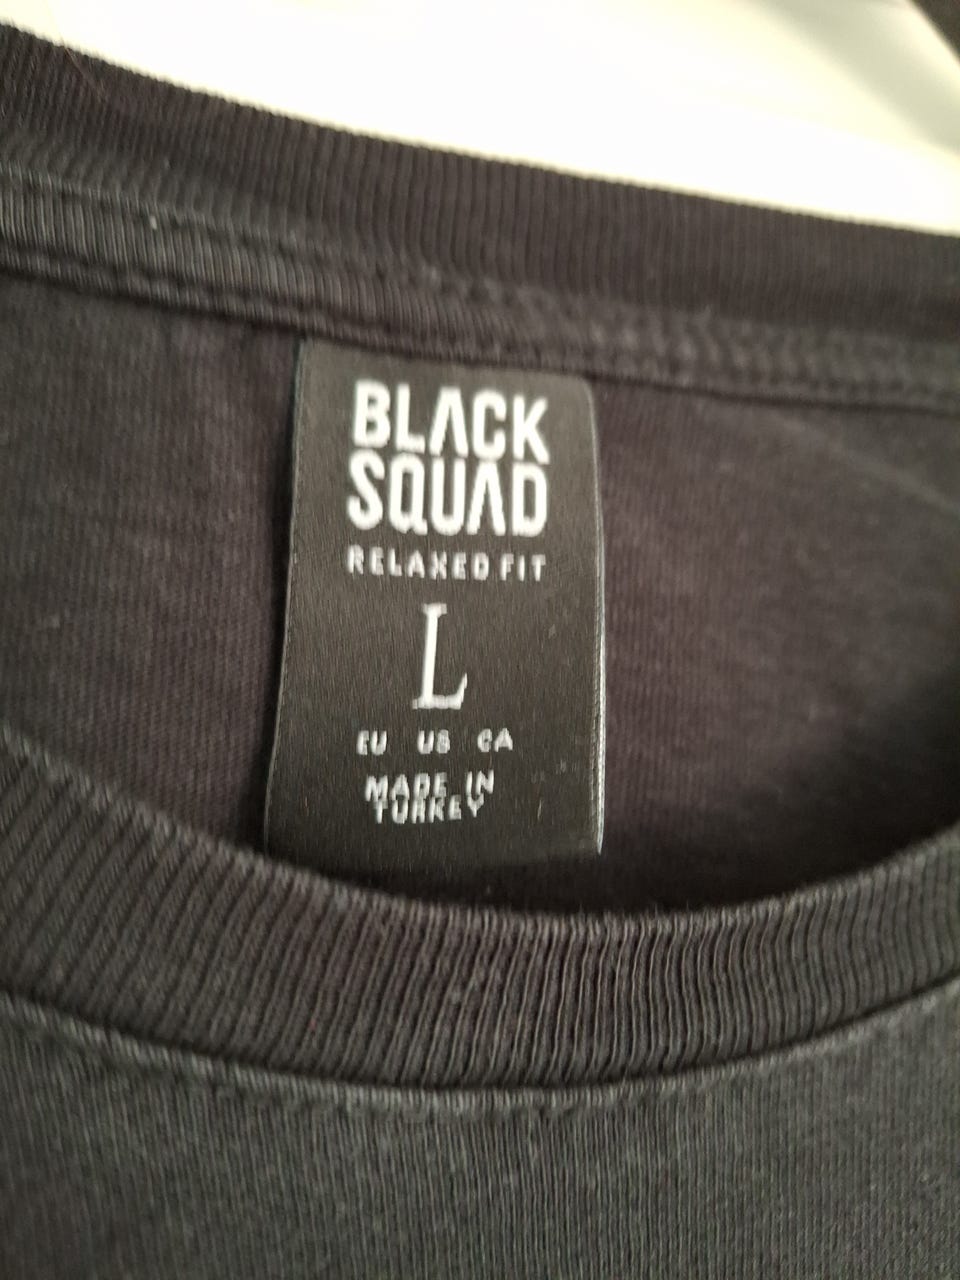 BLACK
SQUAD
RELAXED FIT
L
EU US CA
MADE IN
TURKEY